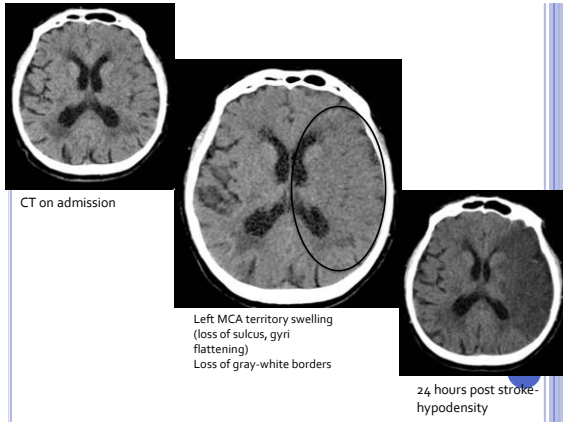 CT on admission
Left MCA territory swelling
(loss of sulcus, gyri
flattening)
Loss of gray-white borders
24 hours post stroke-
hypodensity